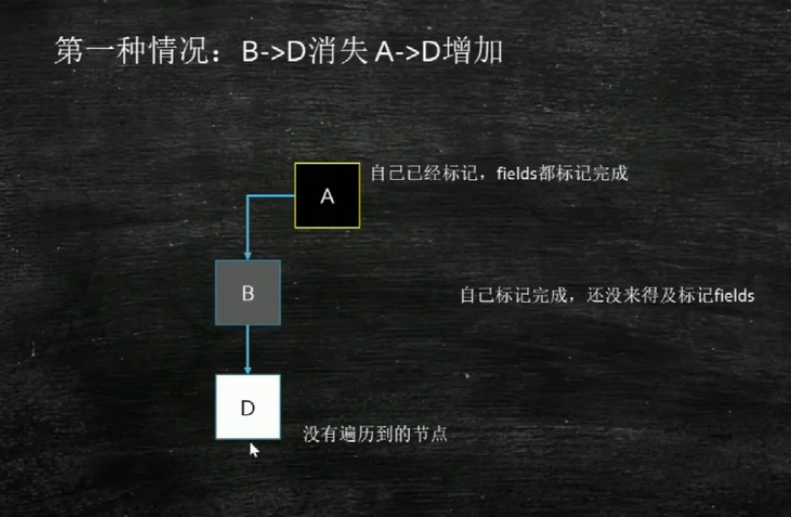 第一种情况：B->D消失 A->D增加
A
自己已经标记，fields都标记完成
B
自己标记完成，还没来得及标记fields
D
没有遍历到的节点